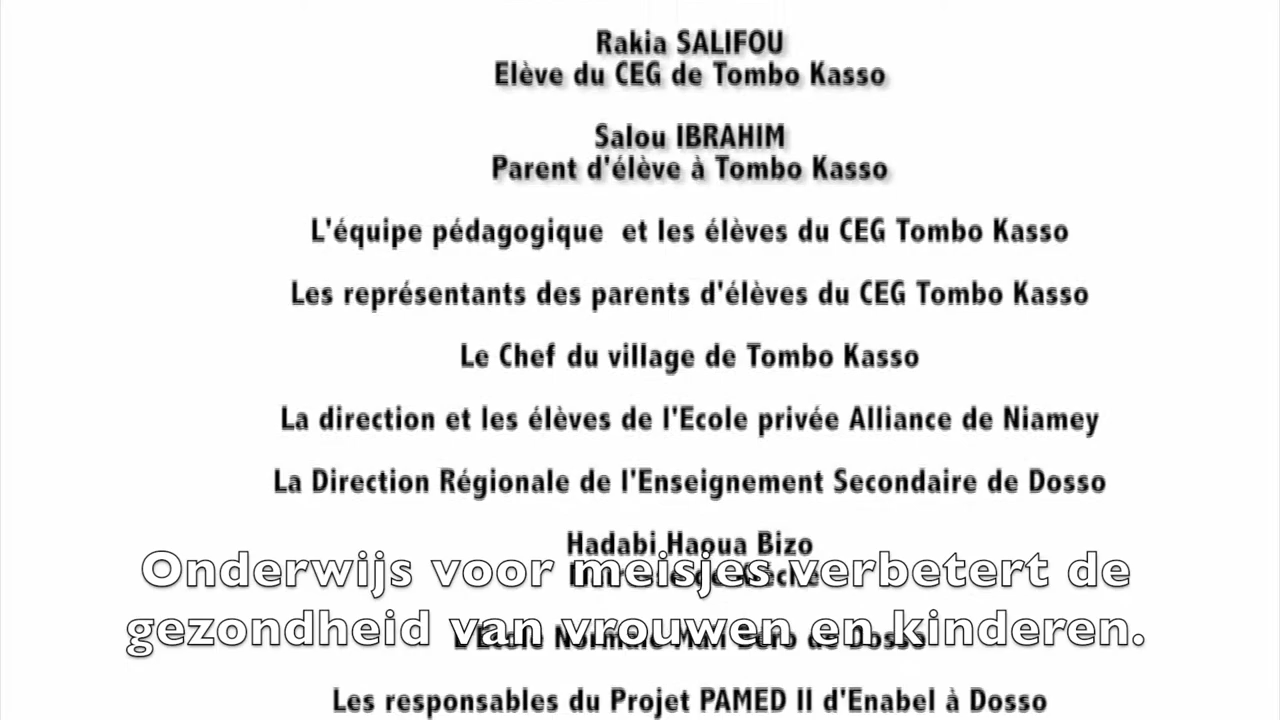 Rakia SALIFOU
Elève du CEG de Tombo Kasso
Salou IBRAHIM
Parent d'élève à Tombo Kasso
L'équipe pédagogique et les élèves du CEG Tombo Kasso
Les représentants des parents d'élèves du CEG Tombo Kasso
Le Chef du village de Tombo Kasso
La direction et les élèves de l'Ecole privée Alliance de Niamey
La Direction Régionale de l'Enseignement Secondaire de Dosso
Hadabi Haoua Bizo
Onderwijs voor meisjes verbetert de
gezondheid van vrouwen en kinderen.
L'Ecole Normale de Dosso
Les responsables du Projet PAMED II d'Enabel à Dosso